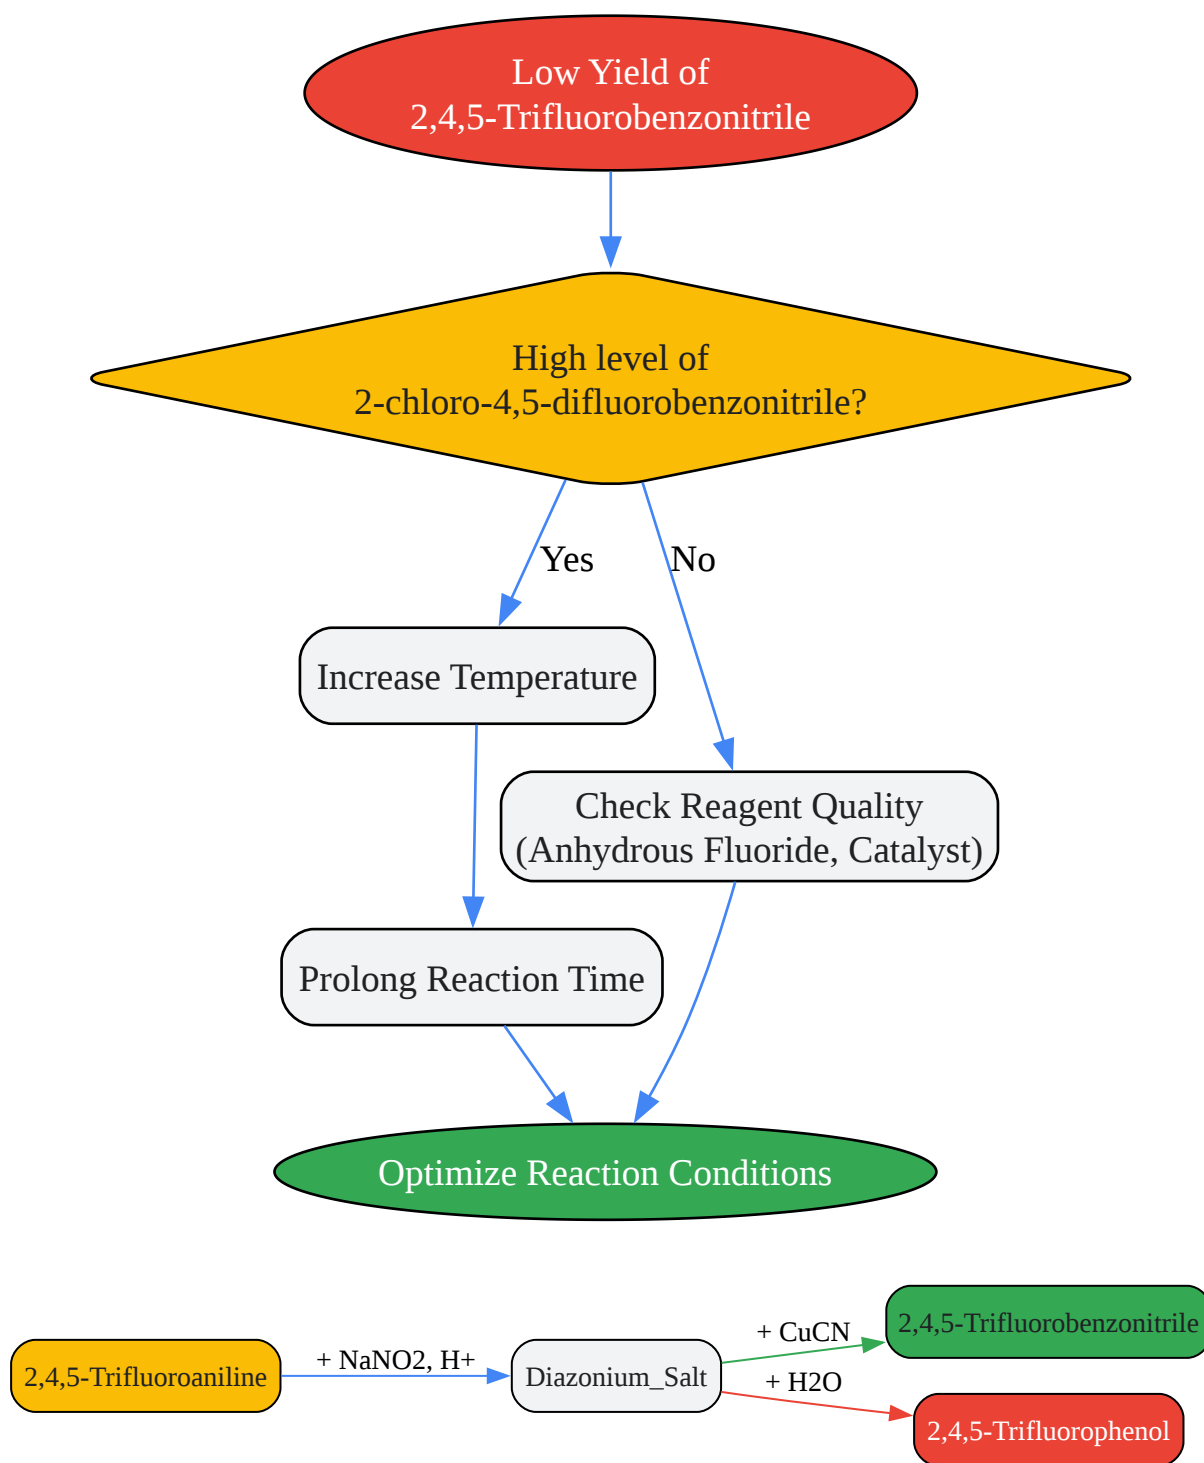 Low Yield of
2,4,5-Trifluorobenzonitrile
High level of
2-chloro-4,5-difluorobenzonitrile?
Yes
No
Increase Temperature
Check Reagent Quality
(Anhydrous Fluoride, Catalyst)
Prolong Reaction Time
Optimize Reaction Conditions
2,4,5-Trifluoroaniline
+ NaNO2, H+
Diazonium_Salt
+ CuCN
2,4,5-Trifluorobenzonitrile
+ H2O
2,4,5-Trifluorophenol